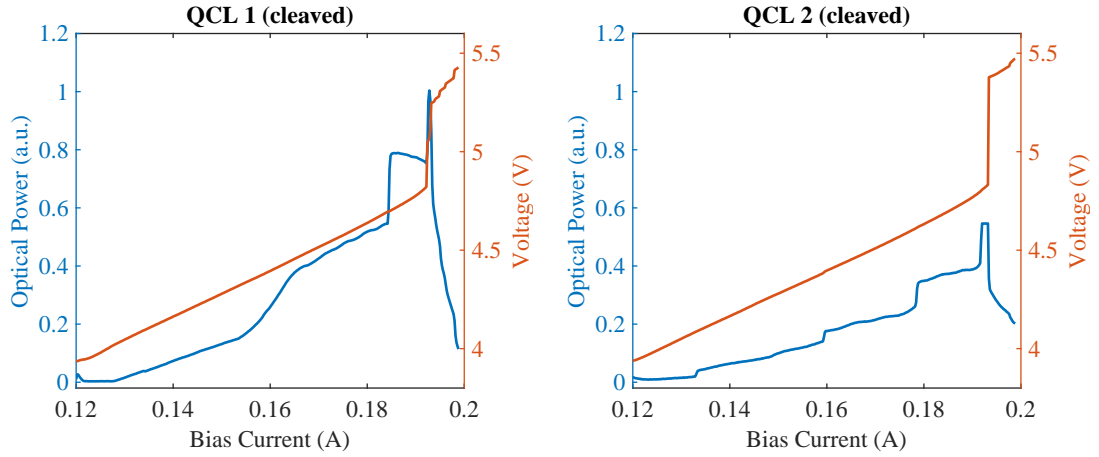 QCL 1 (cleaved)
1.2
1
0.8
0.6
0.4
0.2
0
Optical Power (a.u.)
5.5
5
4.5
4
Voltage (V)
0.12 0.14 0.16 0.18 0.2
Bias Current (A)
QCL 2 (cleaved)
1.2
1
0.8
0.6
0.4
0.2
0
Optical Power (a.u.)
5.5
5
4.5
4
Voltage (V)
0.12 0.14 0.16 0.18 0.2
Bias Current (A)